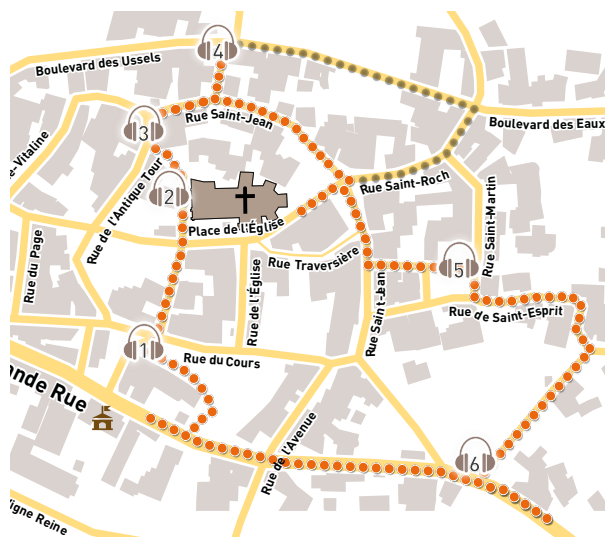 4
Boulevard des Ussels
Rue Saint-Jean
Boulevard des Eaux
3
-Vitaline
2
Rue de l'Antique Tour
Rue Saint-Roch
Rue Saint-Martin
Place de l'Église
Rue du Page
Rue Traversière
5
Rue de l'Église
Rue Saint-Jean
Rue de Saint-Esprit
1
Rue du Cours
ande Rue
Rue de l'Avenue
6
igne Reine